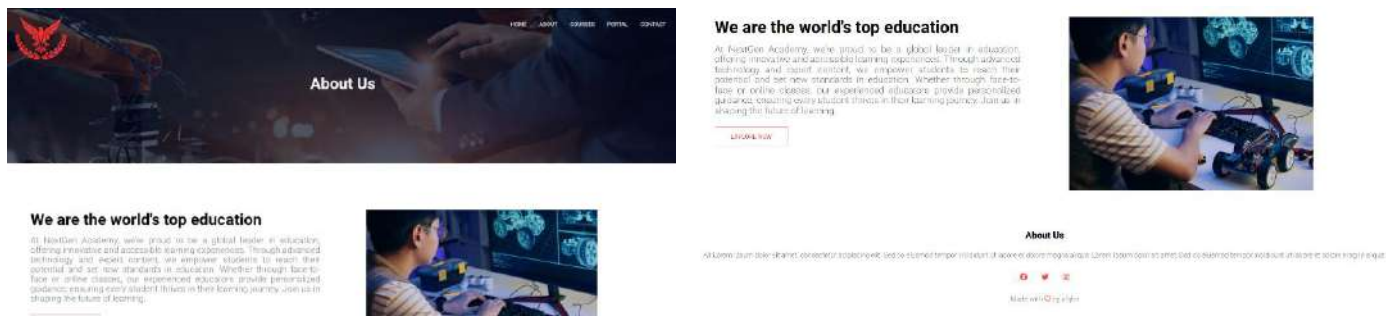 HOME ABOUT COURSES PORTAL CONTACT
About Us
We are the world's top education
At NextGen Academy, we're proud to be a global leader in education,
offering innovative and accessible learning experiences. Through advanced
technology and expert content, we empower students to reach their
potential and set new standards in education. Whether through face-to-
face or online classes, our experienced educators provide personalized
guidance, ensuring every student thrives in their learning journey. Join us in
shaping the future of learning.
We are the world's top education
At NextGen Academy, we're proud to be a global leader in education,
offering innovative and accessible learning experiences. Through advanced
technology and expert content, we empower students to reach their
potential and set new standards in education. Whether through face-to-
face or online classes, our experienced educators provide personalized
guidance, ensuring every student thrives in their learning journey. Join us in
shaping the future of learning.
EXPLORE NOW
About Us
Made with by